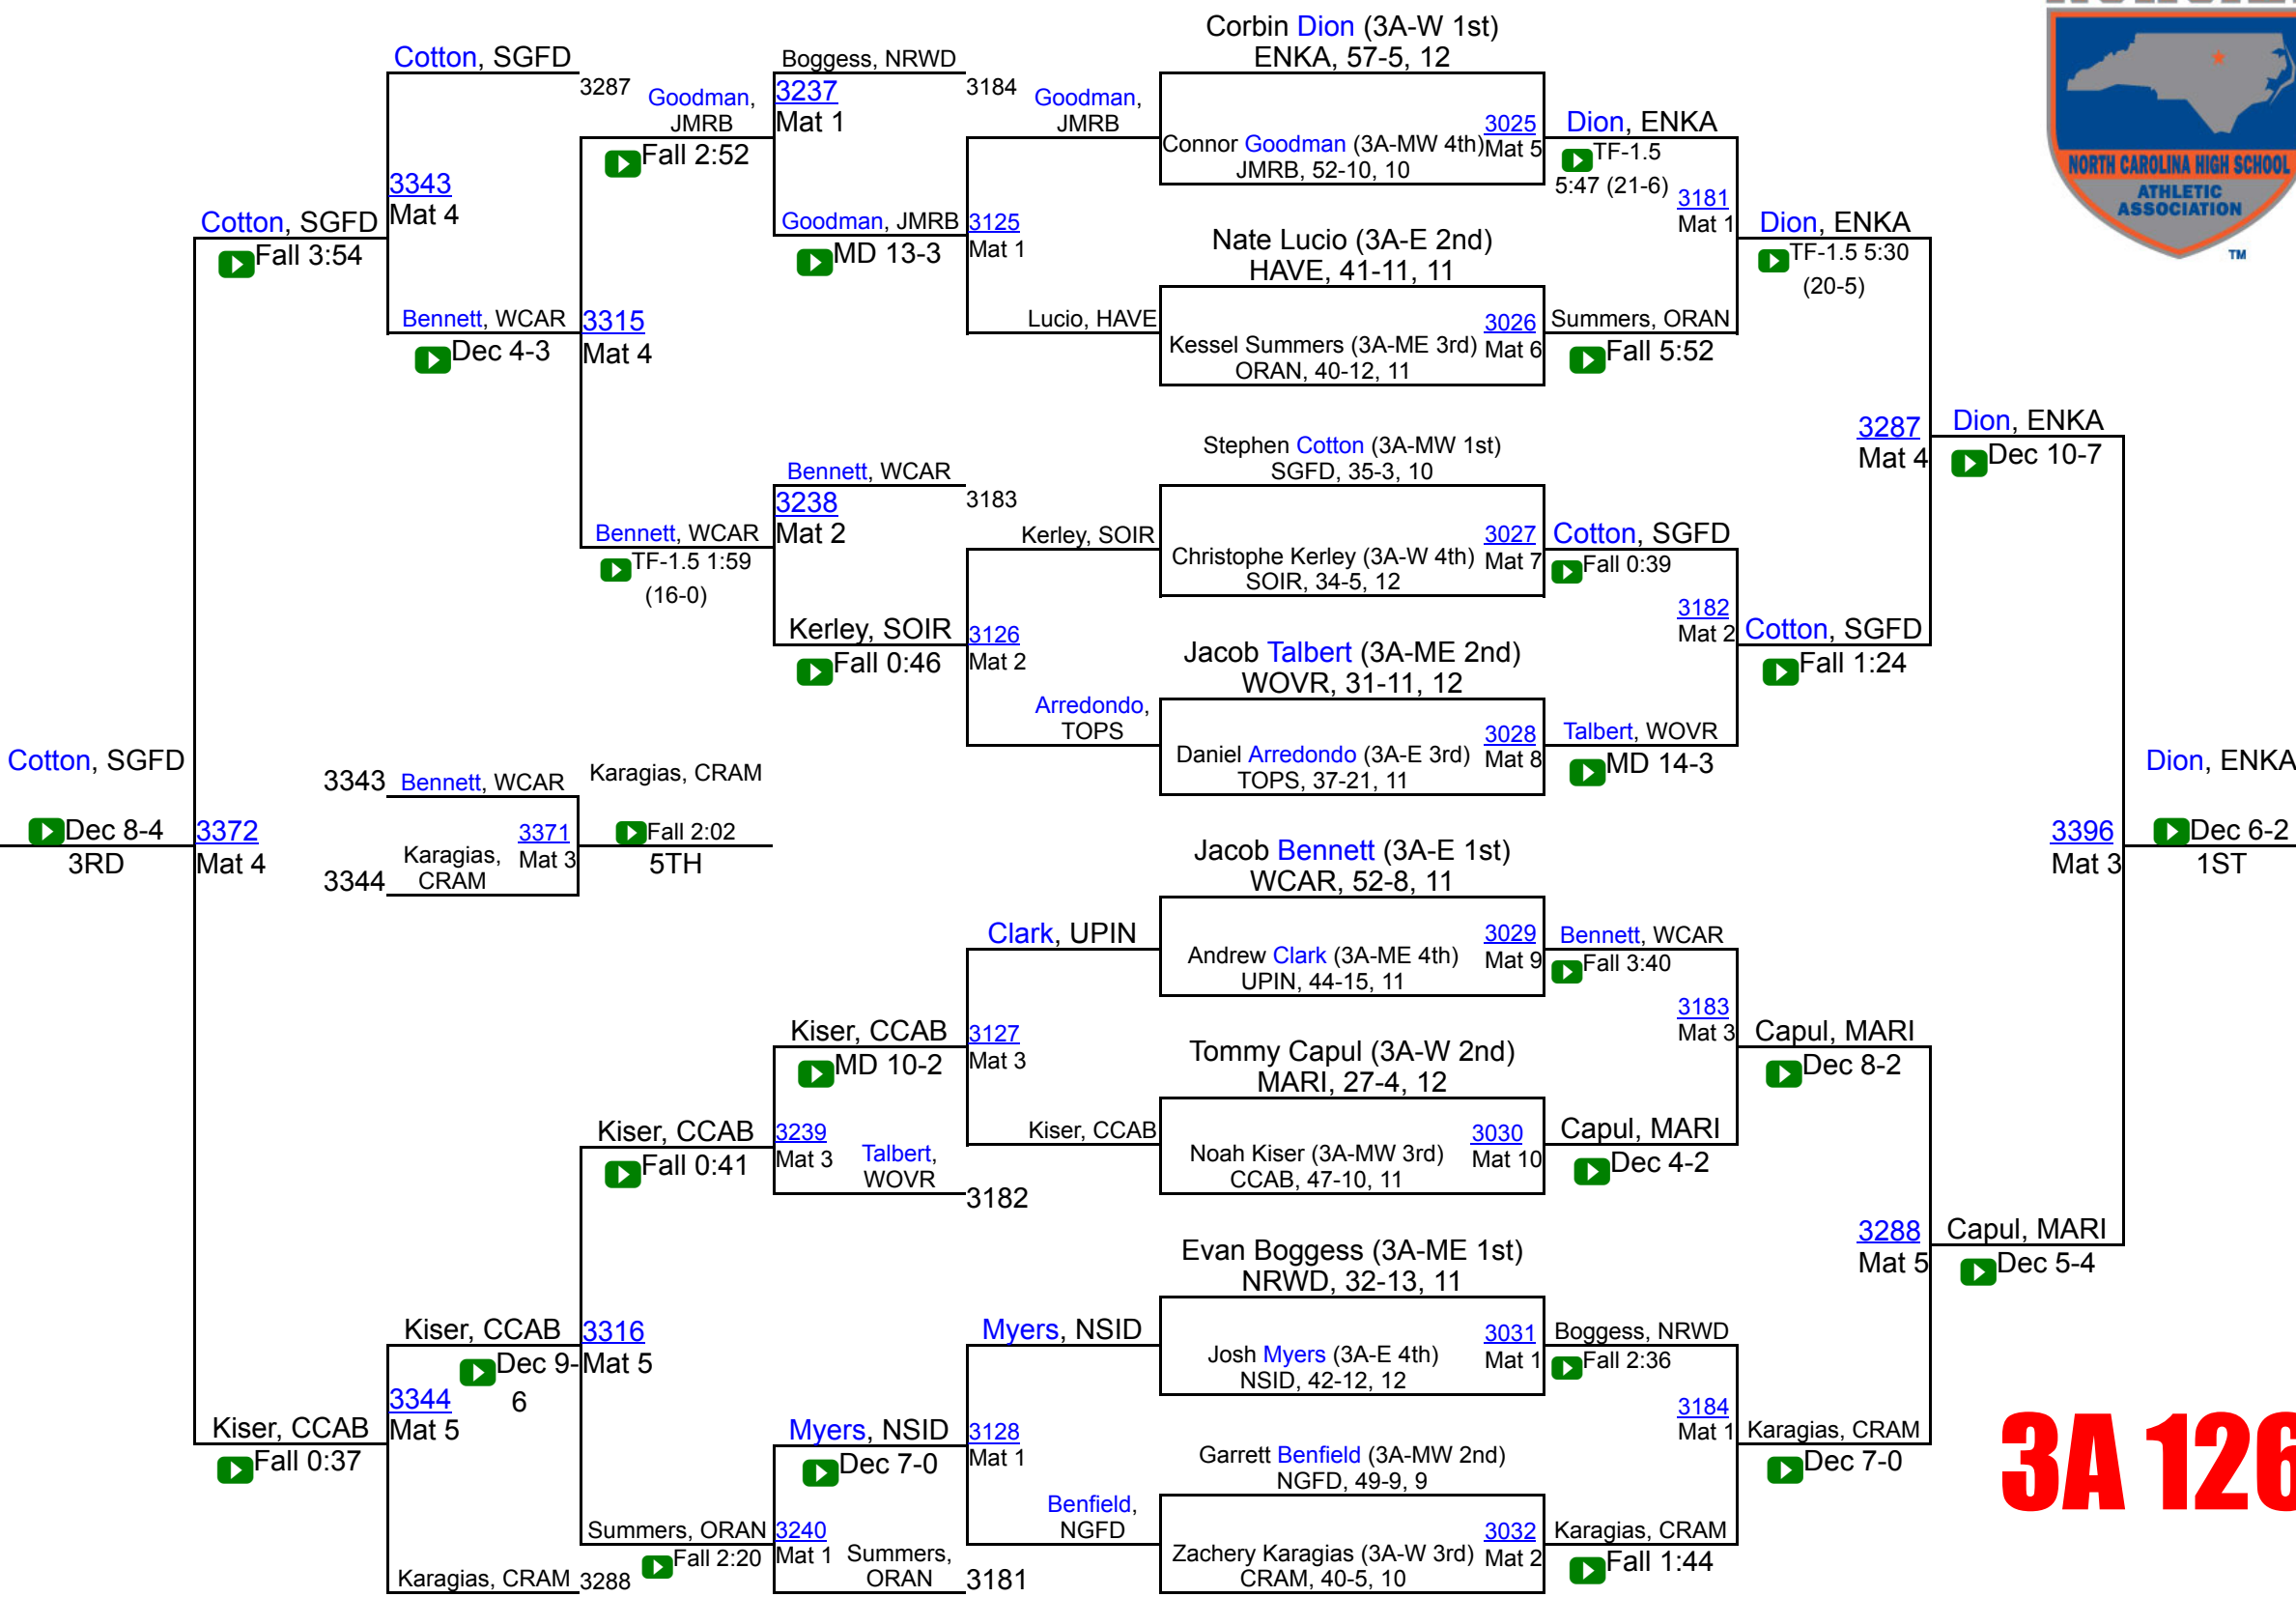 Corbin Dion (3A-W 1st)
ENKA, 57-5, 12
Connor Goodman (3A-MW 4th)
JMRB, 52-10, 10
3025
Mat 5
Nate Lucio (3A-E 2nd)
HAVE, 41-11, 11
Kessel Summers (3A-ME 3rd)
ORAN, 40-12, 11
3026
Mat 6
Stephen Cotton (3A-MW 1st)
SGFD, 35-3, 10
Christophe Kerley (3A-W 4th)
SOIR, 34-5, 12
3027
Mat 7
Jacob Talbert (3A-ME 2nd)
WOVR, 31-11, 12
Daniel Arredondo (3A-E 3rd)
TOPS, 37-21, 11
3028
Mat 8
Jacob Bennett (3A-E 1st)
WCAR, 52-8, 11
Andrew Clark (3A-ME 4th)
UPIN, 44-15, 11
3029
Mat 9
Tommy Capul (3A-W 2nd)
MARI, 27-4, 12
Noah Kiser (3A-MW 3rd)
CCAB, 47-10, 11
3030
Mat 10
Evan Boggess (3A-ME 1st)
NRWD, 32-13, 11
Josh Myers (3A-E 4th)
NSID, 42-12, 12
3031
Mat 1
Garrett Benfield (3A-MW 2nd)
NGFD, 49-9, 9
Zachery Karagias (3A-W 3rd)
CRAM, 40-5, 10
3032
Mat 2
Dion, ENKA
TF-1.5
5:47 (21-6)
3181
Mat 1
Summers, ORAN
Fall 5:52
Cotton, SGFD
Fall 0:39
3182
Mat 2
Talbert, WOVR
MD 14-3
Bennett, WCAR
Fall 3:40
3183
Mat 3
Capul, MARI
Dec 4-2
Boggess, NRWD
Fall 2:36
3184
Mat 1
Karagias, CRAM
Fall 1:44
Dion, ENKA
TF-1.5 5:30
(20-5)
3287
Mat 4
Cotton, SGFD
Fall 1:24
Capul, MARI
Dec 8-2
3288
Mat 5
Karagias, CRAM
Dec 7-0
Dion, ENKA
Dec 10-7
Capul, MARI
Dec 5-4
3396
Mat 3
Dion, ENKA
Dec 6-2
1ST
Goodman,
JMRB
3125
Mat 1
Lucio, HAVE
Kerley, SOIR
3126
Mat 2
Arredondo,
TOPS
Clark, UPIN
3127
Mat 3
Kiser, CCAB
Myers, NSID
3128
Mat 1
Benfield,
NGFD
Boggess, NRWD
3184
3237
Mat 1
Goodman, JMRB
MD 13-3
Bennett, WCAR
3183
3238
Mat 2
Kerley, SOIR
Fall 0:46
Kiser, CCAB
MD 10-2
3239
Mat 3
Talbert,
WOVR
3182
Myers, NSID
Dec 7-0
3240
Mat 1
Summers,
ORAN
3181
Goodman,
JMRB
Fall 2:52
3315
Mat 4
Bennett, WCAR
TF-1.5 1:59
(16-0)
Kiser, CCAB
Fall 0:41
3316
Mat 5
Summers, ORAN
Fall 2:20
Cotton, SGFD
3287
3343
Mat 4
Bennett, WCAR
Dec 4-3
Kiser, CCAB
Dec 9-
6
3344
Mat 5
Karagias, CRAM
3288
Cotton, SGFD
Fall 3:54
3372
Mat 4
Kiser, CCAB
Fall 0:37
Cotton, SGFD
Dec 8-4
3RD
3343
Bennett, WCAR
3371
Mat 3
3344
Karagias,
CRAM
Karagias, CRAM
Fall 2:02
5TH
NORTH CAROLINA HIGH SCHOOL
ATHLETIC
ASSOCIATION
TM
3A 126